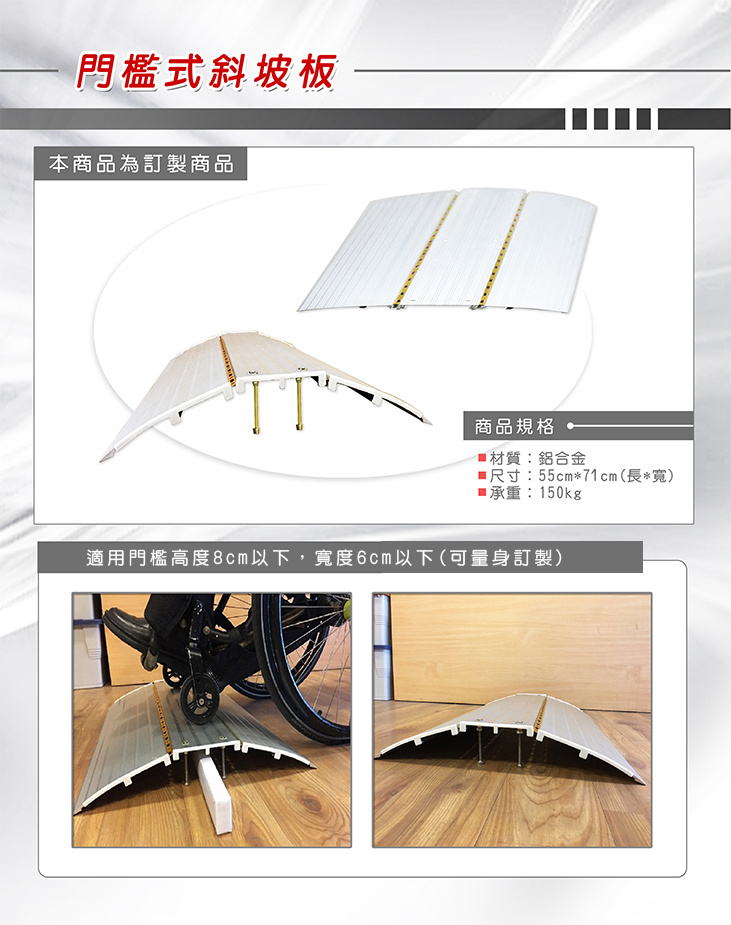 門檻式斜坡板
本商品為訂製商品
商品規格
材質：鋁合金
尺寸：55cm*71cm(長*寬)
承重：150kg
適用門檻高度8cm以下，寬度6cm以下(可量身訂製)